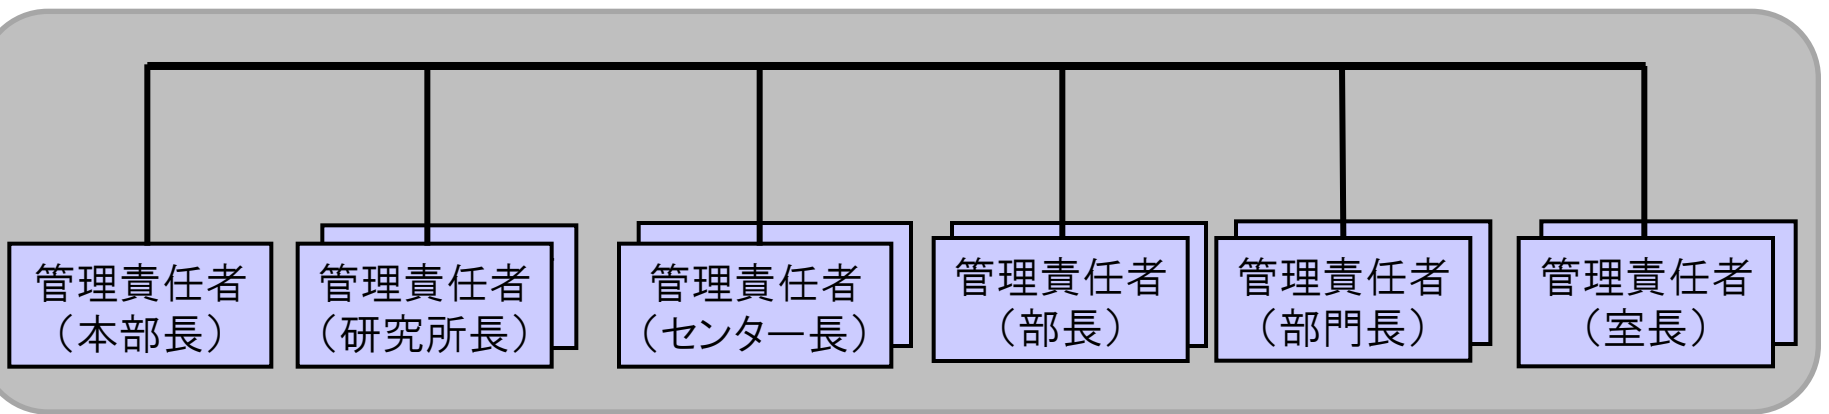 管理責任者
（本部長）
管理責任者
（研究所長）
管理責任者
（センター長）
管理責任者
（部長）
管理責任者
（部門長）
管理責任者
（室長）